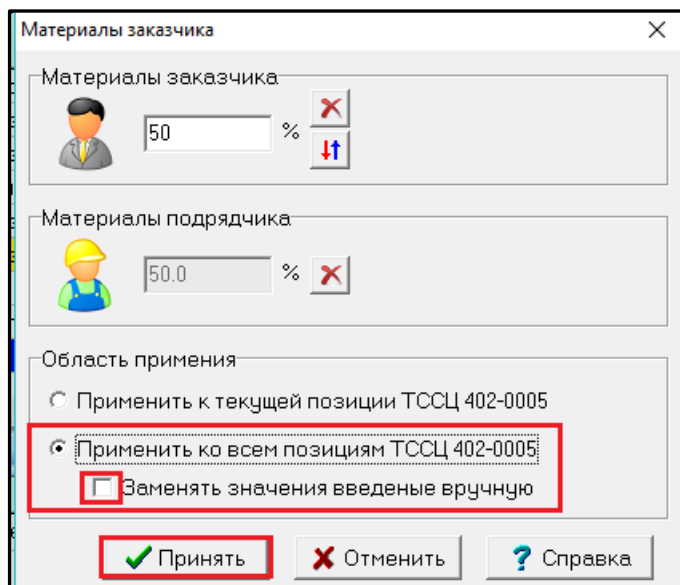 Материалы заказчика
Материалы заказчика
50 %
Материалы подрядчика
50.0 %
Область примения
Применить к текущей позиции ТССЦ 402-0005
Применить ко всем позициям ТССЦ 402-0005
Заменять значения введеные вручную
Принять Отменить ? Справка